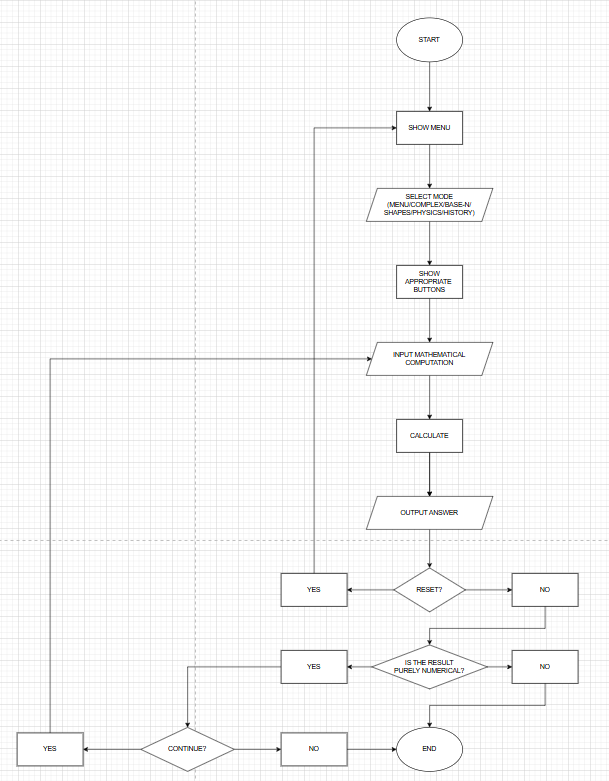 START
SHOW MENU
SELECT MODE
(MENU/COMPLEX/BASE-N/
SHAPES/PHYSICS/HISTORY)
SHOW
APPROPRIATE
BUTTONS
INPUT MATHEMATICAL
COMPUTATION
CALCULATE
OUTPUT ANSWER
YES
RESET?
NO
YES
IS THE RESULT
PURELY NUMERICAL?
NO
YES
CONTINUE?
NO
END